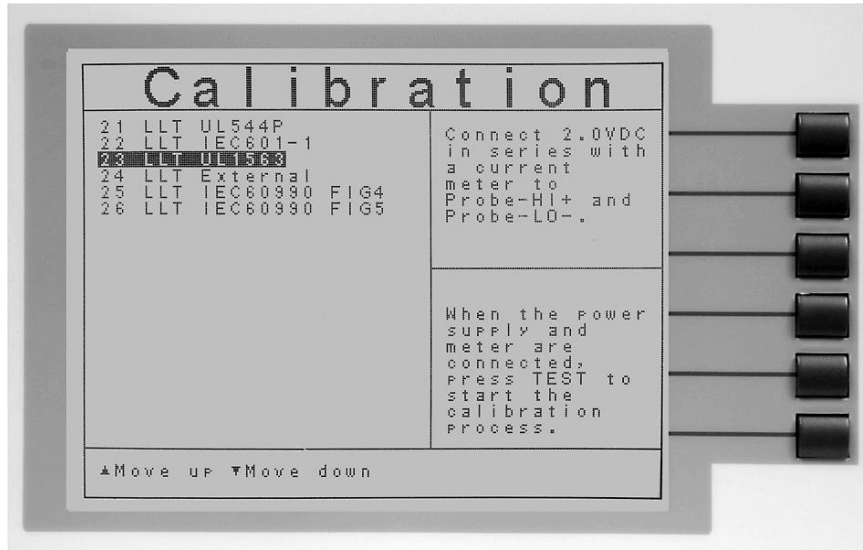 Calibration
21 LLT UL544P
22 LLT IEC601-1
23 LLT UL1563
24 LLT External
25 LLT IEC60990 FIG4
26 LLT IEC60990 FIG5
Connect 2.0VDC
in series with
a current
meter to
Probe-HI+ and
Probe-LO-.
When the power
supply and
meter are
connected,
press TEST to
start the
calibration
process.
▲Move up ▼Move down